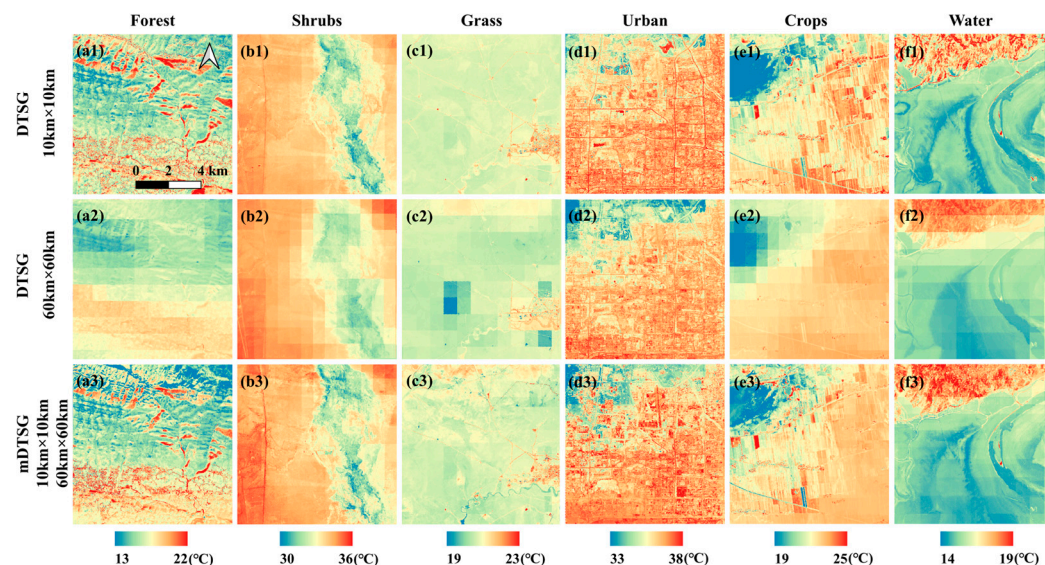 Forest Shrubs Grass Urban Crops Water
DTSG
10km×10km
(a1) (b1) (c1) (d1) (e1) (f1)
0 2 4 km
DTSG
60km×60km
(a2) (b2) (c2) (d2) (e2) (f2)
mDTSG
10km×10km
60km×60km
(a3) (b3) (c3) (d3) (e3) (f3)
13 22(°C) 30 36(°C) 19 23(°C) 33 38(°C) 19 25(°C) 14 19(°C)